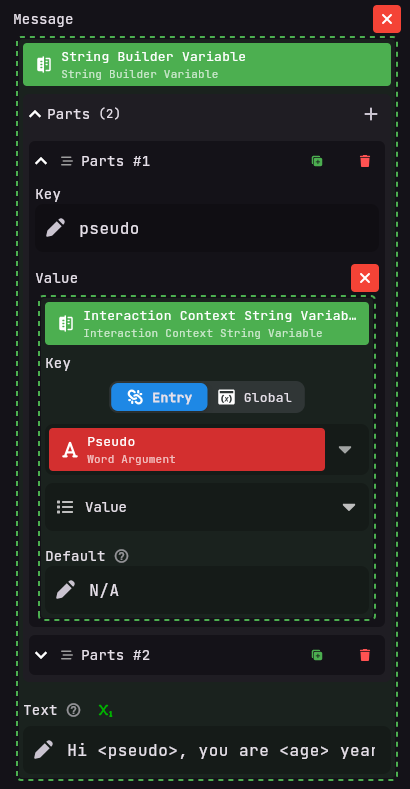 Message
String Builder Variable
String Builder Variable
Parts (2)
Parts #1
Key
pseudo
Value
Interaction Context String Variab…
Interaction Context String Variable
Key
Entry Global
Pseudo
Word Argument
Value
Default
N/A
Parts #2
Text X₁
Hi <pseudo>, you are <age> year